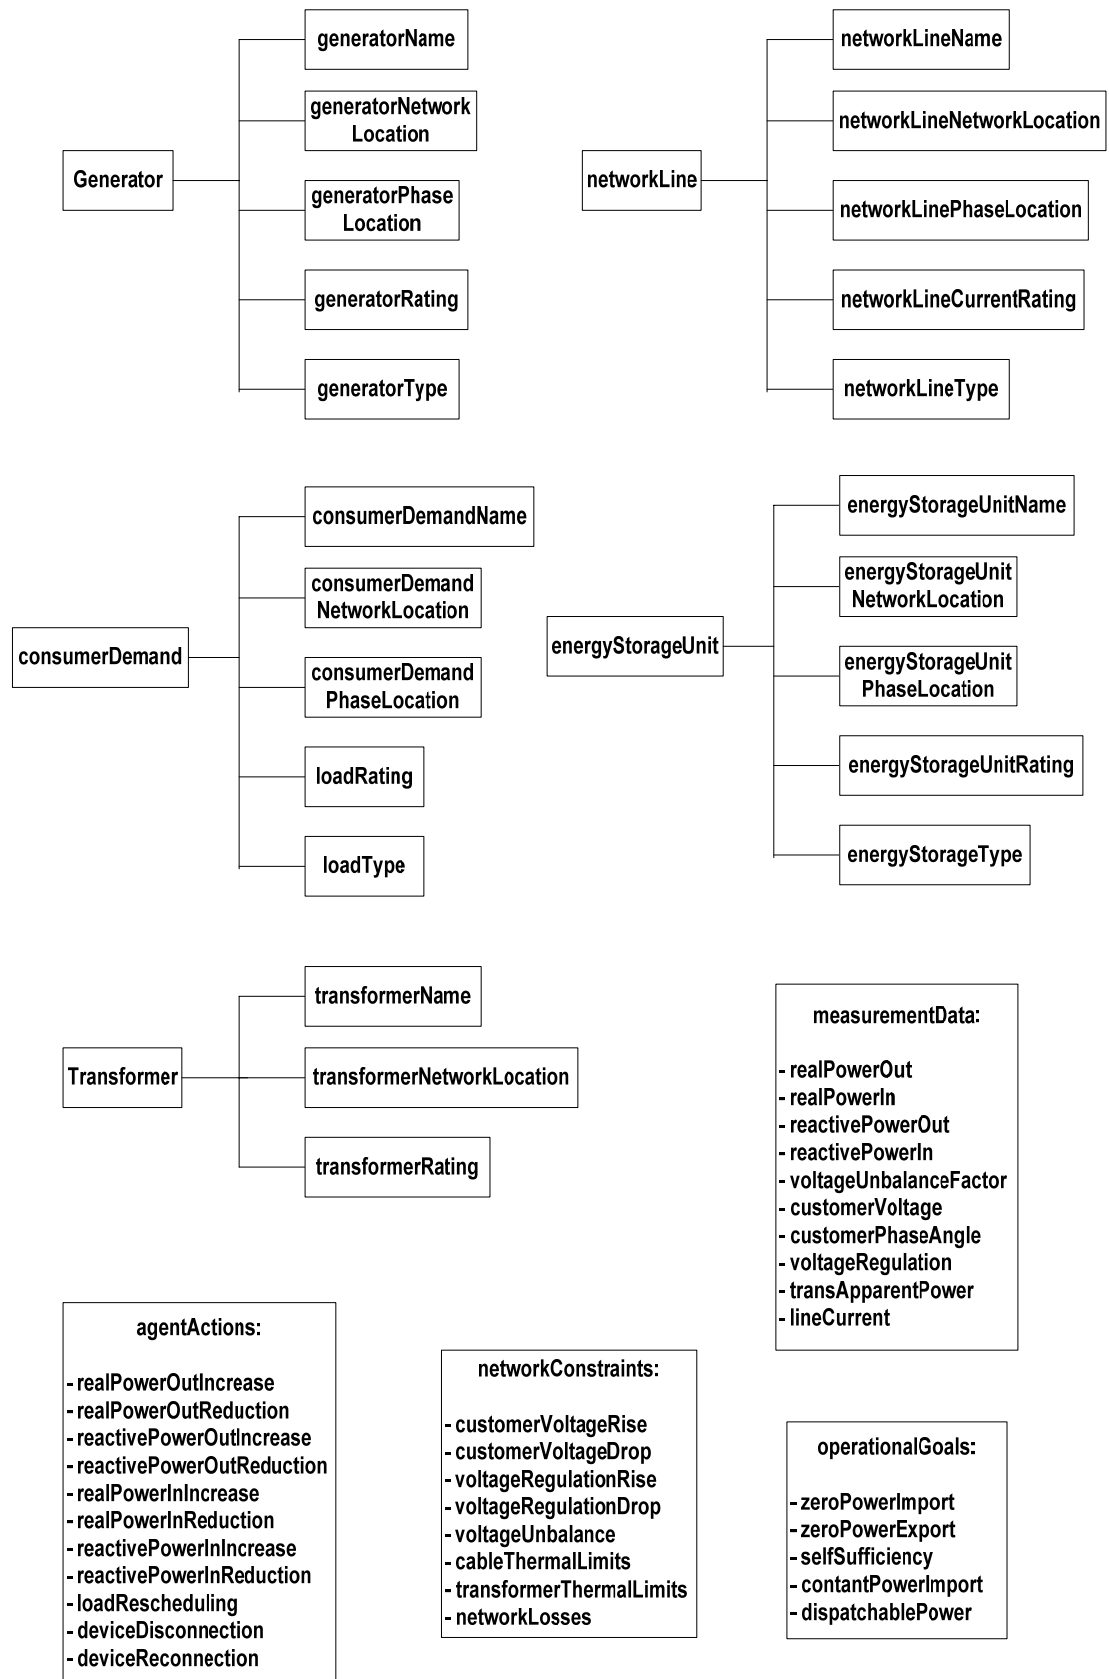 Generator
generatorName
generatorNetwork
Location
generatorPhase
Location
generatorRating
generatorType
networkLine
networkLineName
networkLineNetworkLocation
networkLinePhaseLocation
networkLineCurrentRating
networkLineType
consumerDemand
consumerDemandName
consumerDemand
NetworkLocation
consumerDemand
PhaseLocation
loadRating
loadType
energyStorageUnit
energyStorageUnitName
energyStorageUnit
NetworkLocation
energyStorageUnit
PhaseLocation
energyStorageUnitRating
energyStorageType
Transformer
transformerName
transformerNetworkLocation
transformerRating
measurementData:
- realPowerOut
- realPowerIn
- reactivePowerOut
- reactivePowerIn
- voltageUnbalanceFactor
- customerVoltage
- customerPhaseAngle
- voltageRegulation
- transApparentPower
- lineCurrent
agentActions:
- realPowerOutIncrease
- realPowerOutReduction
- reactivePowerOutIncrease
- reactivePowerOutReduction
- realPowerInIncrease
- realPowerInReduction
- reactivePowerInIncrease
- reactivePowerInReduction
- loadRescheduling
- deviceDisconnection
- deviceReconnection
networkConstraints:
- customerVoltageRise
- customerVoltageDrop
- voltageRegulationRise
- voltageRegulationDrop
- voltageUnbalance
- cableThermalLimits
- transformerThermalLimits
- networkLosses
operationalGoals:
- zeroPowerImport
- zeroPowerExport
- selfSufficiency
- contantPowerImport
- dispatchablePower